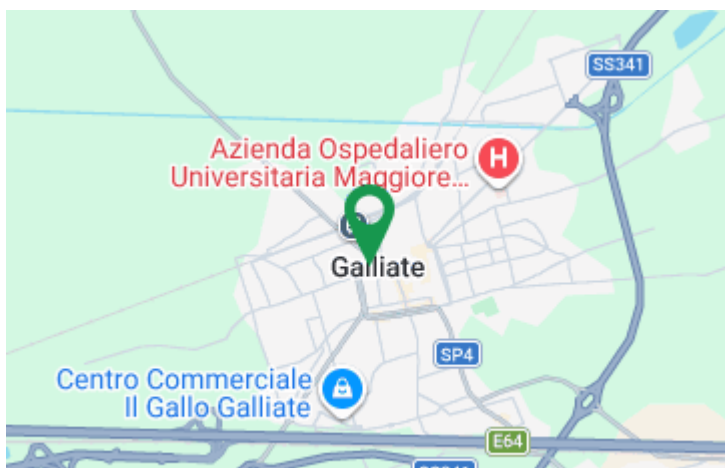 SS341
Azienda Ospedaliero
Universitaria Maggiore...
H
Galliate
SP4
Centro Commerciale
Il Gallo Galliate
E64